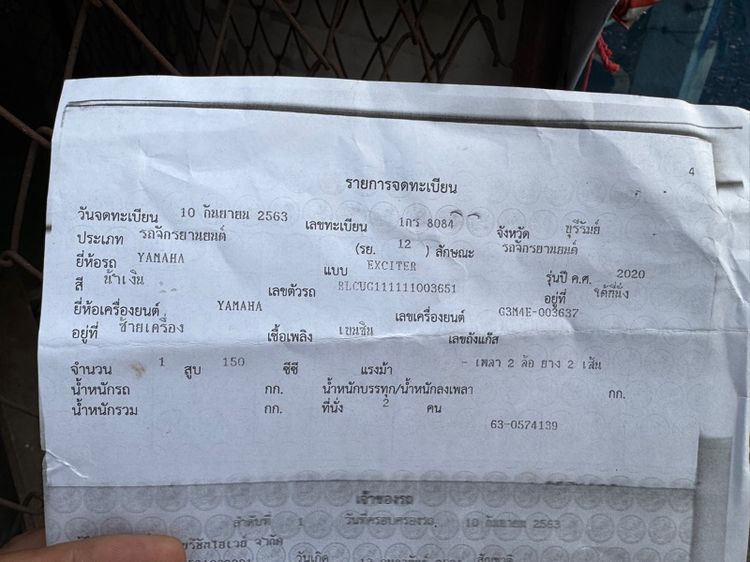 4
รายการจดทะเบียน
วันจดทะเบียน 10 กันยายน 2563 เลขทะเบียน 1กร 8084 จังหวัด บุรีรัมย์
ประเภท รถจักรยานยนต์ (รย. 12 ) ลักษณะ รถจักรยานยนต์
ยี่ห้อรถ YAMAHA แบบ EXCITER รุ่นปี ค.ศ. 2020
สี น้ำเงิน เลขตัวรถ RLCUG111111003651 อยู่ที่ ใต้ที่นั่ง
ยี่ห้อเครื่องยนต์ YAMAHA เลขเครื่องยนต์ G3M4E-003637
อยู่ที่ ซ้ายเครื่อง เชื้อเพลิง เบนซิน เลขถังแก๊ส
จำนวน 1 สูบ 150 ซีซี แรงม้า - เพลา 2 ล้อ ยาง 2 เส้น
น้ำหนักรถ กก. น้ำหนักบรรทุก/น้ำหนักลงเพลา กก.
น้ำหนักรวม กก. ที่นั่ง 2 คน
63-0574139
เจ้าของรถ
ลำดับที่ 1 วันที่ครอบครองรถ 10 กันยายน 2563
จำกัด
วันเกิด สัญชาติ